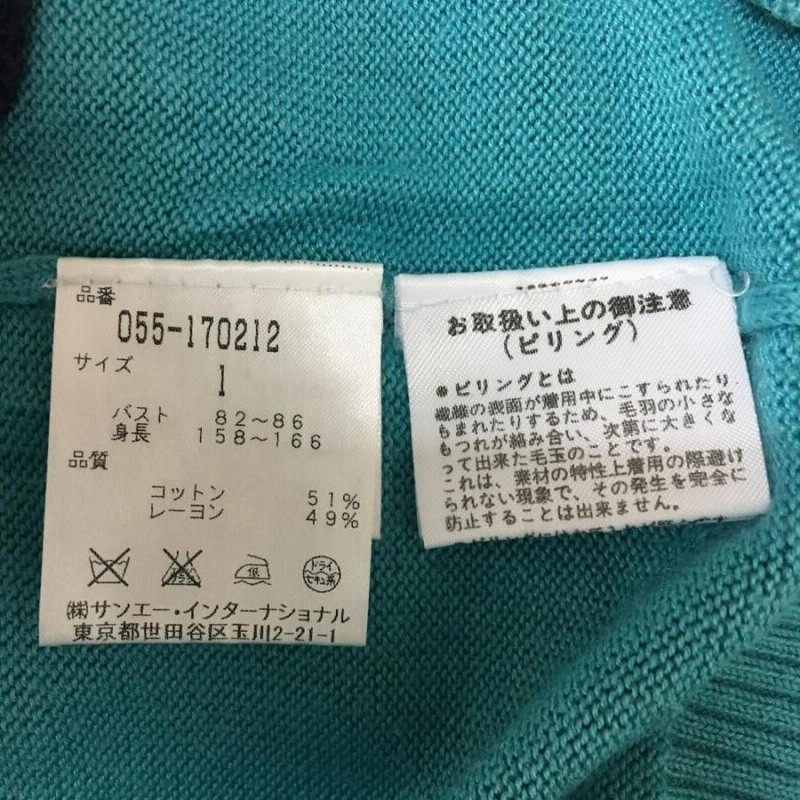 品番
055-170212
サイズ
1
バスト 82〜86
身長 158〜166
品質
コットン 51%
レーヨン 49%
低
ドライ
セキユ系
㈱サンエー・インターナショナル
東京都世田谷区玉川2-21-1
お取扱い上の御注意
(ピリング)
●ピリングとは
繊維の表面が着用中にこすられたり
もまれたりするため、毛羽の小さな
もつれが絡み合い、次第に大きくな
って出来た毛玉のことです。
これは、素材の特性上着用の際避け
られない現象で、その発生を完全に
防止することは出来ません。